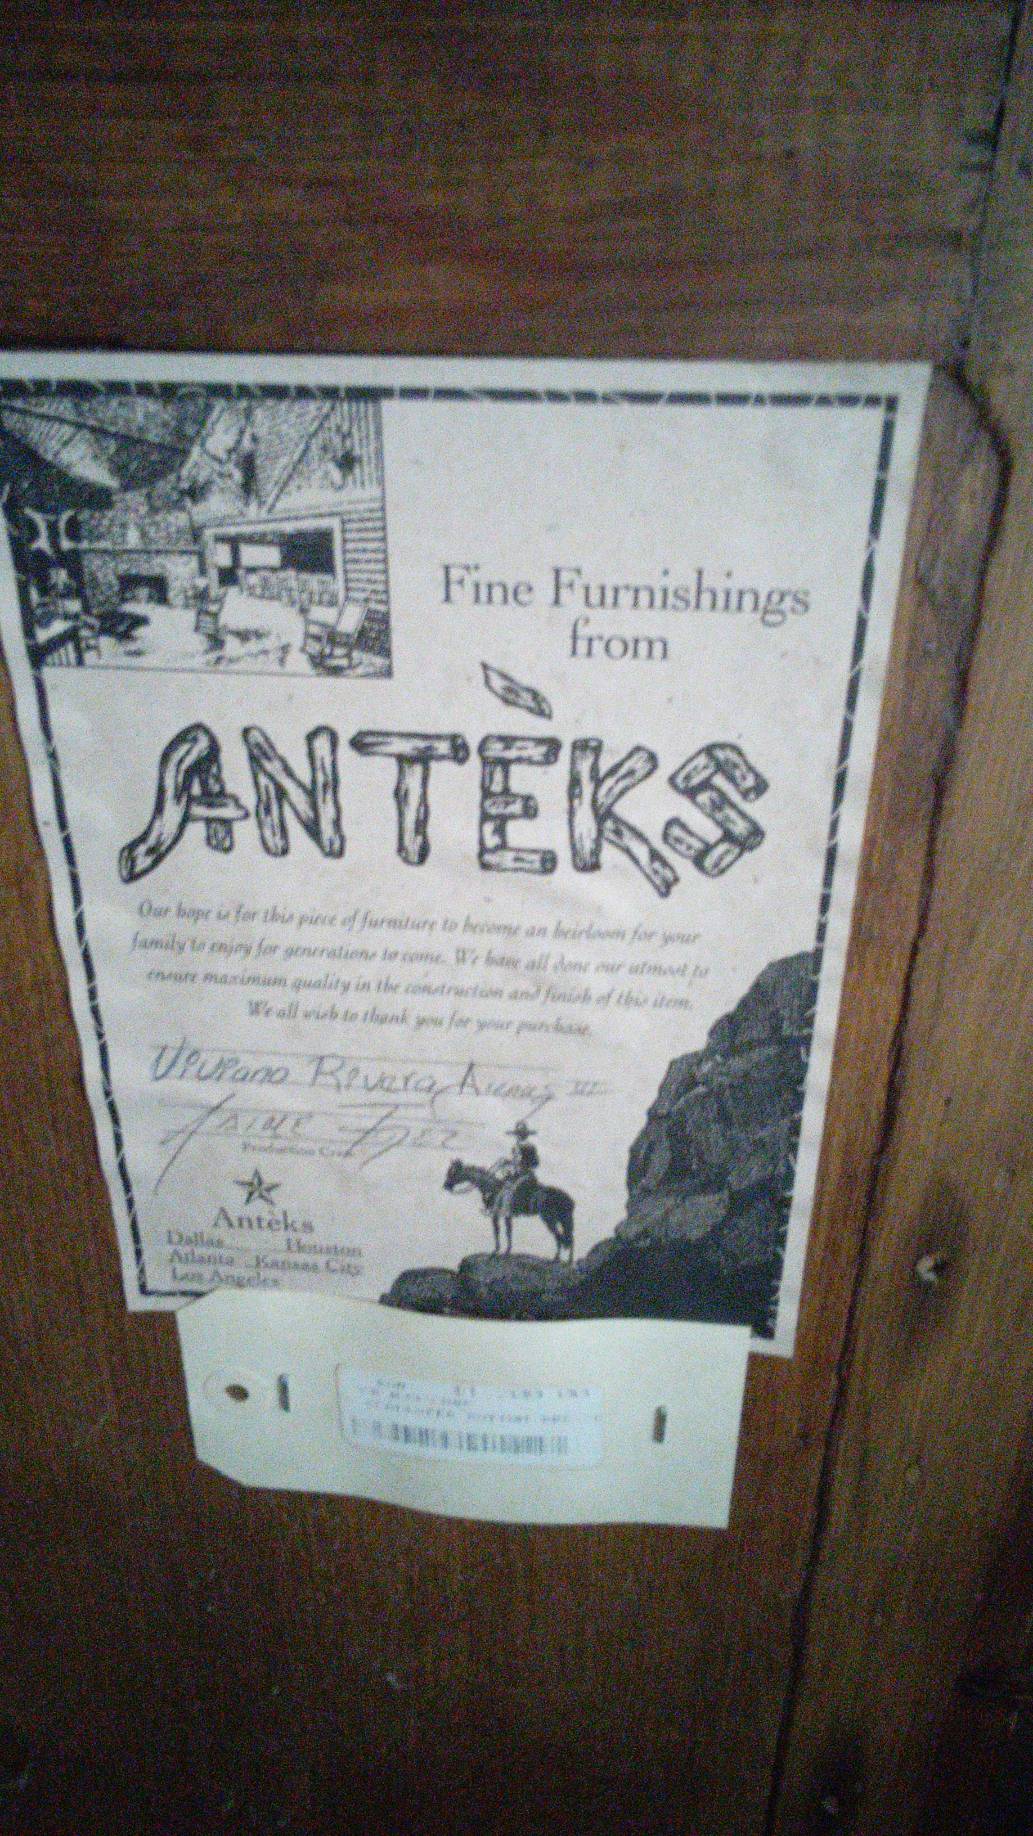 Fine Furnishings
from
ANTÈKS
Our hope is for this piece of furniture to become an heirloom for your
family to enjoy for generations to come. We have all done our utmost to
ensure maximum quality in the construction and finish of this item.
We all wish to thank you for your purchase.
III
JAIME
Production Crew
Antèks
Dallas Houston
Atlanta Kansas City
Los Angeles